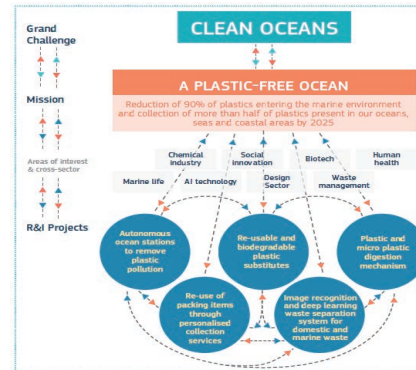 Grand
Challenge
CLEAN OCEANS
Mission
A PLASTIC-FREE OCEAN
Reduction of 90% of plastics entering the marine environment
and collection of more than half of plastics present in our oceans,
seas and coastal areas by 2025
Areas of interest
& cross-sector
Chemical
industry
Social
innovation
Biotech
Human
health
Marine life
AI technology
Design
Sector
Waste
management
R&I Projects
Autonomous
ocean stations
to remove
plastic
pollution
Re-usable and
biodegradable
plastic
substitutes
Plastic and
micro plastic
digestion
mechanism
Re-use of
packing items
through
personalised
collection
services
Image recognition
and deep learning
waste separation
system for
domestic and
marine waste